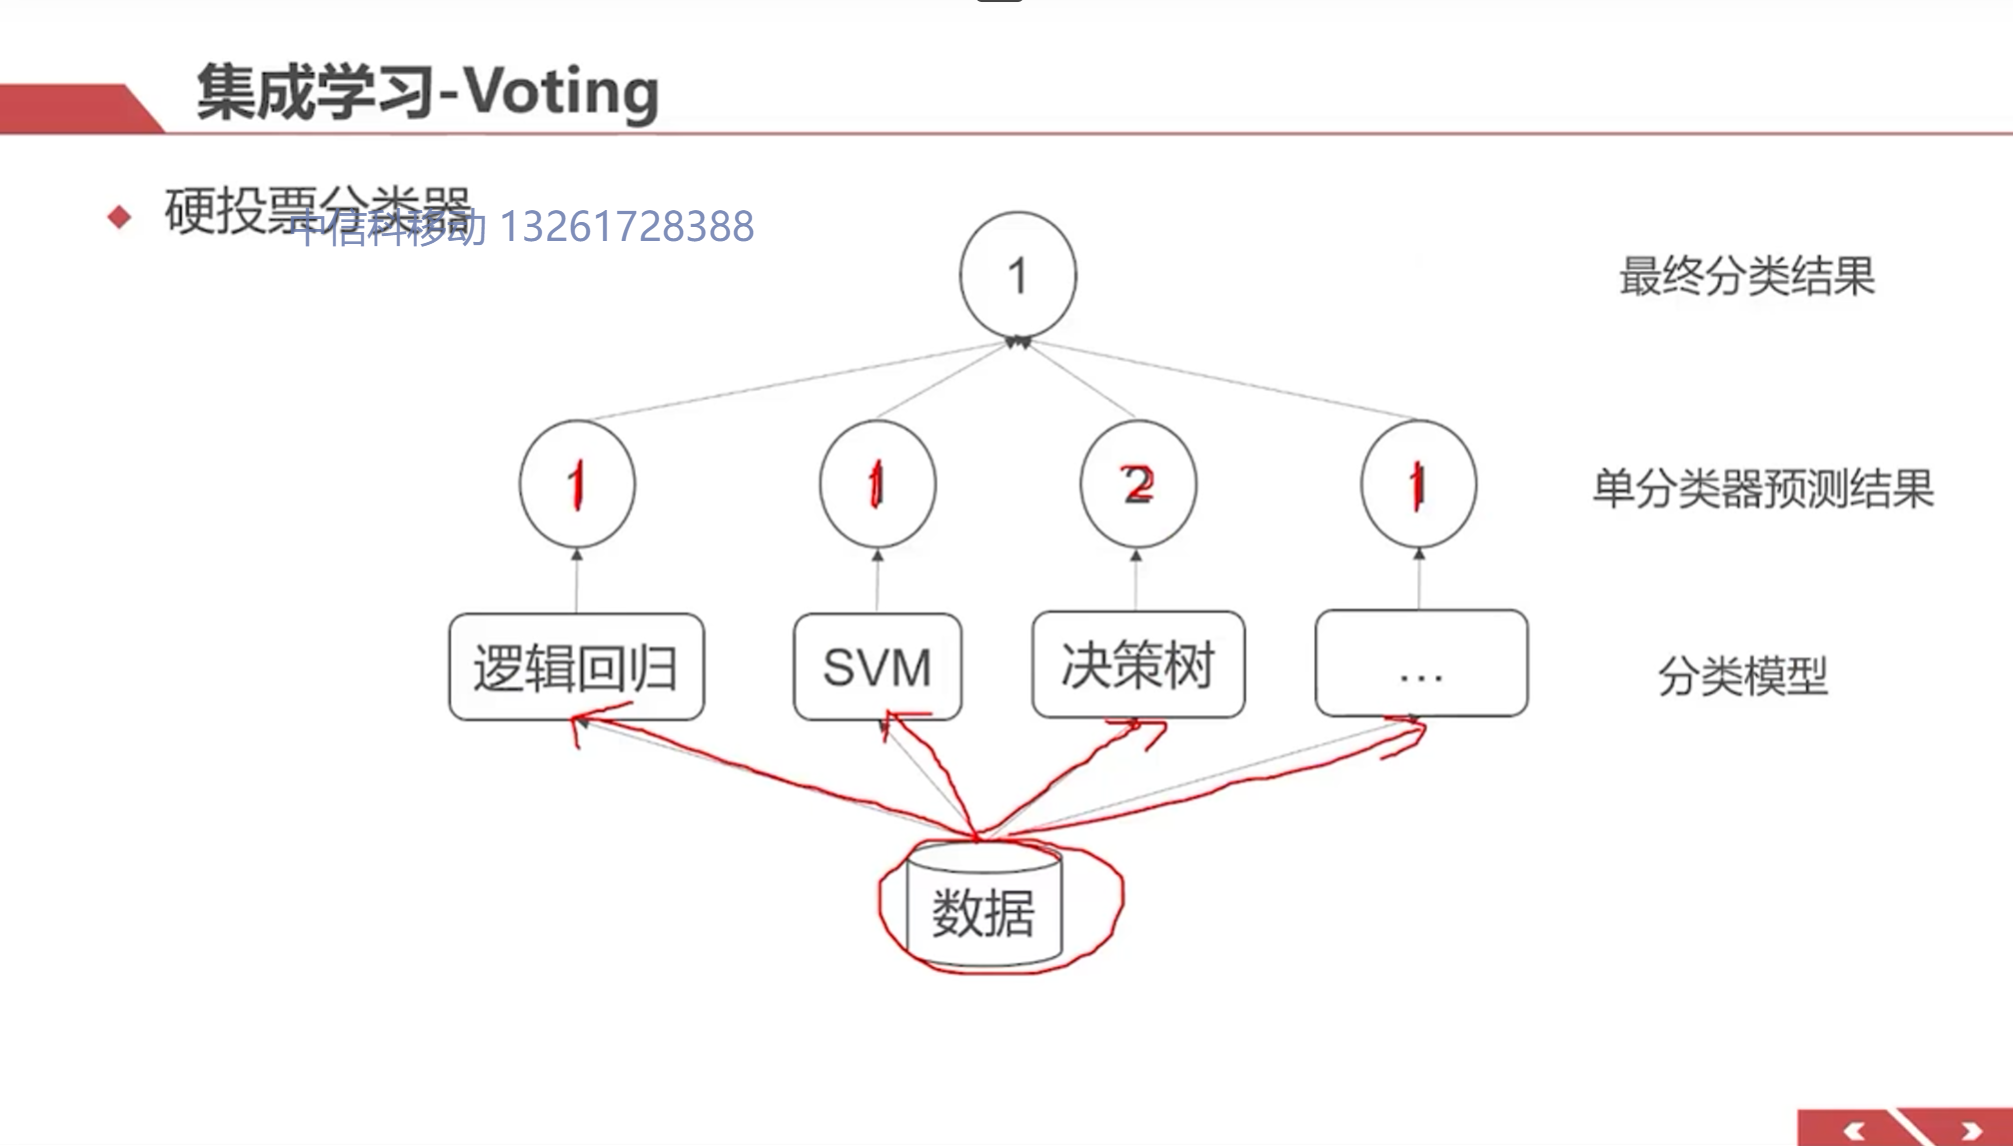 集成学习-Voting
硬投票分类器
中信科移动 13261728388
1
最终分类结果
1 1 2 1
单分类器预测结果
逻辑回归 SVM 决策树 ...
分类模型
数据